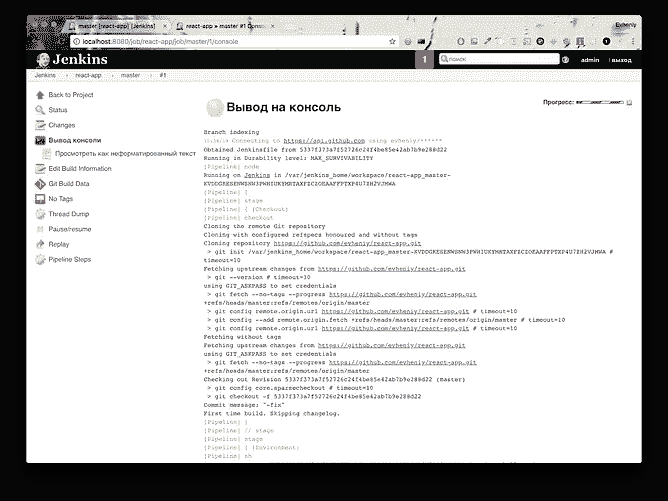 master [react-app] [Jenkins]
react-app » master #1 Conso
Evheniy
localhost:8080/job/react-app/job/master/1/console
Jenkins
1
поиск
admin
выход
Jenkins
react-app
master
#1
Back to Project
Status
Changes
Вывод консоли
Просмотреть как неформатированный текст
Edit Build Information
Git Build Data
No Tags
Thread Dump
Pause/resume
Replay
Pipeline Steps
Вывод на консоль
Прогресс:
Branch indexing
Connecting to https://api.github.com using evheniy/******
Obtained Jenkinsfile from 5337f373a7f52726c24f4be85e42ab7b9e288d22
Running in Durability level: MAX_SURVIVABILITY
[Pipeline] node
Running on Jenkins in /var/jenkins_home/workspace/react-app_master-
[Pipeline] {
[Pipeline] stage
[Pipeline] { (Checkout)
[Pipeline] checkout
Cloning the remote Git repository
Cloning with configured refspecs honoured and without tags
Cloning repository https://github.com/evheniy/react-app.git
> git init /var/jenkins_home/workspace/react-app_master- #
timeout=10
Fetching upstream changes from https://github.com/evheniy/react-app.git
> git --version # timeout=10
using GIT_ASKPASS to set credentials
> git fetch --no-tags --progress https://github.com/evheniy/react-app.git
+refs/heads/master:refs/remotes/origin/master
> git config remote.origin.url https://github.com/evheniy/react-app.git # timeout=10
> git config --add remote.origin.fetch +refs/heads/master:refs/remotes/origin/master # timeout=10
> git config remote.origin.url https://github.com/evheniy/react-app.git # timeout=10
Fetching without tags
Fetching upstream changes from https://github.com/evheniy/react-app.git
using GIT_ASKPASS to set credentials
> git fetch --no-tags --progress https://github.com/evheniy/react-app.git
+refs/heads/master:refs/remotes/origin/master
Checking out Revision 5337f373a7f52726c24f4be85e42ab7b9e288d22 (master)
> git config core.sparsecheckout # timeout=10
> git checkout -f 5337f373a7f52726c24f4be85e42ab7b9e288d22
Commit message: "-fix"
First time build. Skipping changelog.
[Pipeline] }
[Pipeline] // stage
[Pipeline] stage
[Pipeline] { (Environment)
[Pipeline] sh